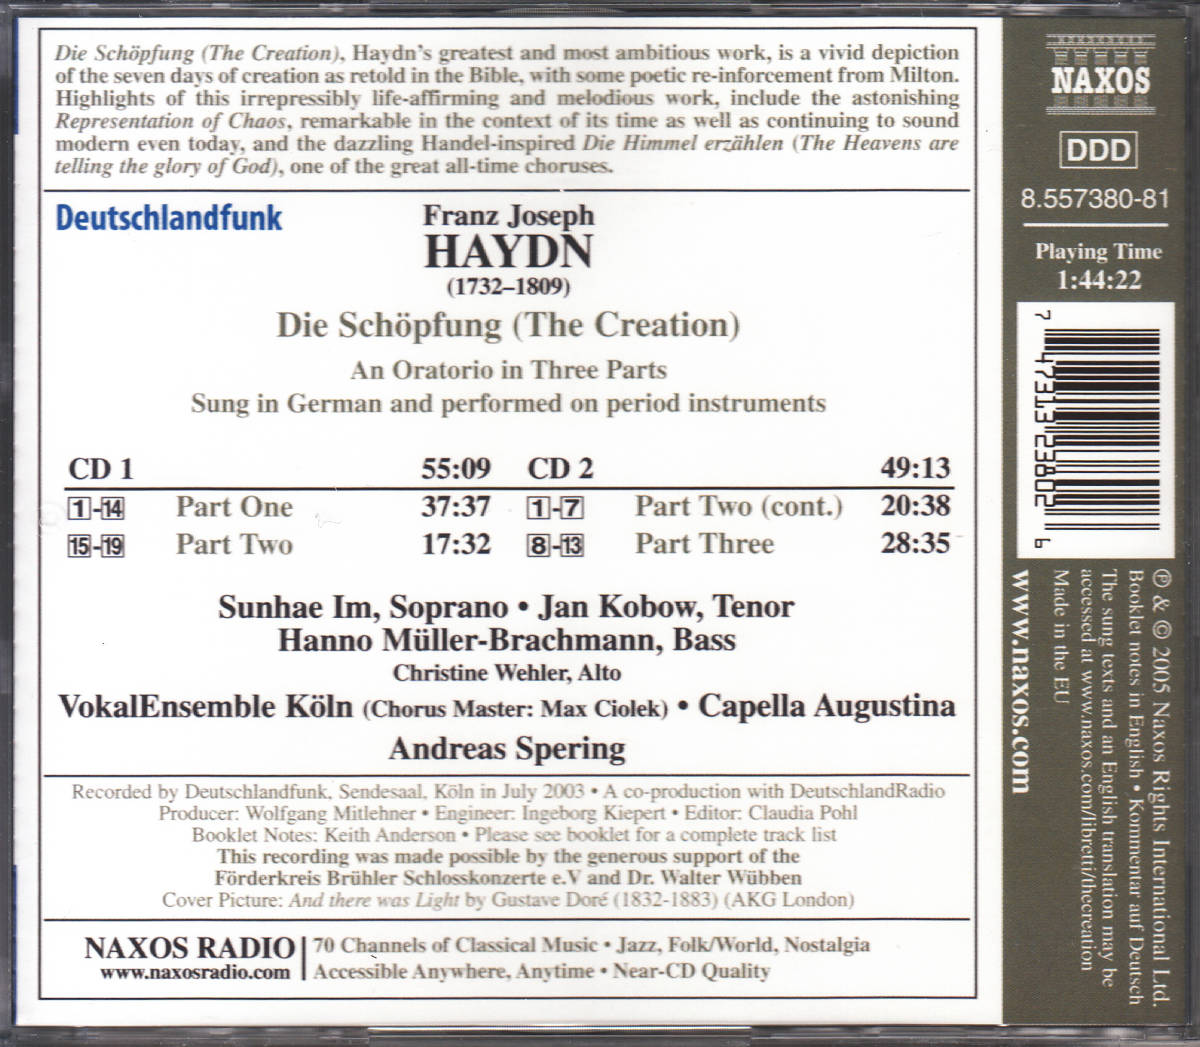 Die Schöpfung (The Creation), Haydn's greatest and most ambitious work, is a vivid depiction
of the seven days of creation as retold in the Bible, with some poetic re-inforcement from Milton.
Highlights of this irrepressibly life-affirming and melodious work, include the astonishing
Representation of Chaos, remarkable in the context of its time as well as continuing to sound
modern even today, and the dazzling Handel-inspired Die Himmel erzählen (The Heavens are
telling the glory of God), one of the great all-time choruses.
Deutschlandfunk
Franz Joseph
HAYDN
(1732–1809)
Die Schöpfung (The Creation)
An Oratorio in Three Parts
Sung in German and performed on period instruments
CD 1 55:09 CD 2 49:13
1-14 Part One 37:37 1-7 Part Two (cont.) 20:38
15-19 Part Two 17:32 8-13 Part Three 28:35
Sunhae Im, Soprano • Jan Kobow, Tenor
Hanno Müller-Brachmann, Bass
Christine Wehler, Alto
VokalEnsemble Köln (Chorus Master: Max Ciolek) • Capella Augustina
Andreas Spering
Recorded by Deutschlandfunk, Sendesaal, Köln in July 2003 • A co-production with DeutschlandRadio
Producer: Wolfgang Mitlehner • Engineer: Ingeborg Kiepert • Editor: Claudia Pohl
Booklet Notes: Keith Anderson • Please see booklet for a complete track list
This recording was made possible by the generous support of the
Förderkreis Brühler Schlosskonzerte e.V and Dr. Walter Wübben
Cover Picture: And there was Light by Gustave Doré (1832-1883) (AKG London)
NAXOS RADIO
www.naxosradio.com
70 Channels of Classical Music • Jazz, Folk/World, Nostalgia
Accessible Anywhere, Anytime • Near-CD Quality
NAXOS
DDD
8.557380-81
Playing Time
1:44:22
7 47313 23802 6
℗ & © 2005 Naxos Rights International Ltd.
Booklet notes in English • Kommentar auf Deutsch
The sung texts and an English translation may be
accessed at www.naxos.com/libretti/thecreation
Made in the EU
www.naxos.com